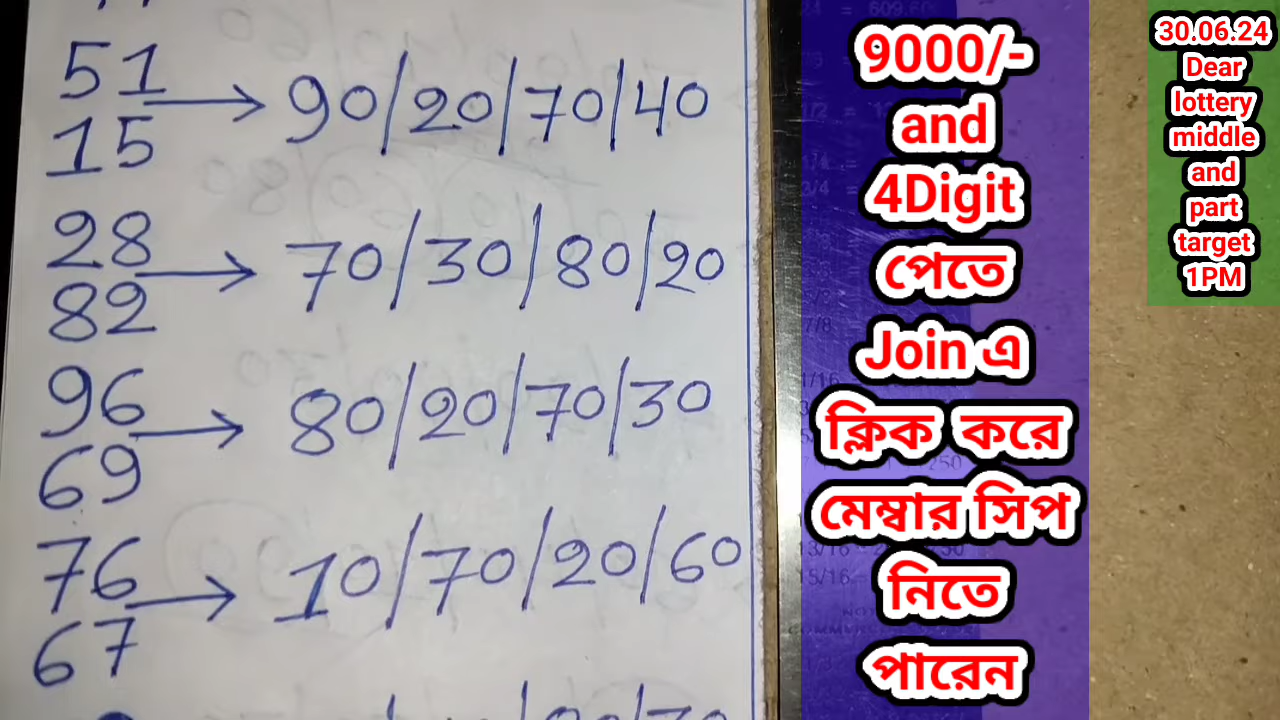 51
15 → 90/20/70/40
28
82 → 70/30/80/20
96
69 → 80/20/70/30
76
67 → 10/70/20/60
9000/-
and
4Digit
পেতে
Join এ
ক্লিক করে
মেম্বার সিপ
নিতে
পারেন
30.06.24
Dear
lottery
middle
and
part
target
1PM